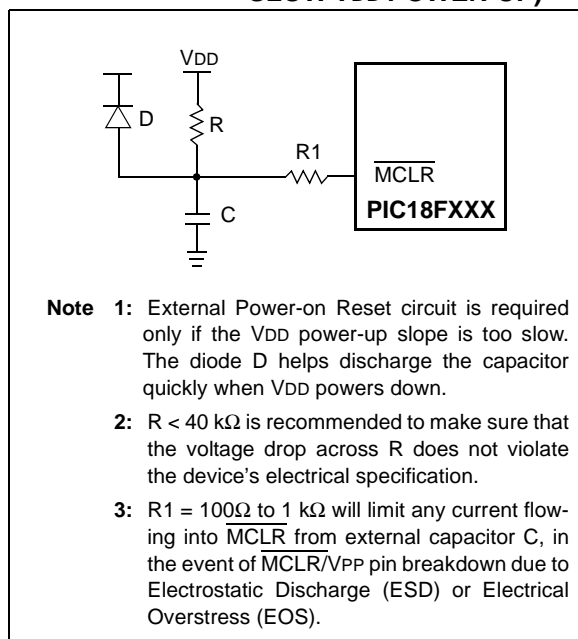 VDD
D
R
R1
MCLR
PIC18FXXX
C
Note 1: External Power-on Reset circuit is required
only if the VDD power-up slope is too slow.
The diode D helps discharge the capacitor
quickly when VDD powers down.
2: R < 40 kΩ is recommended to make sure that
the voltage drop across R does not violate
the device's electrical specification.
3: R1 = 100Ω to 1 kΩ will limit any current flow-
ing into MCLR from external capacitor C, in
the event of MCLR/VPP pin breakdown due to
Electrostatic Discharge (ESD) or Electrical
Overstress (EOS).